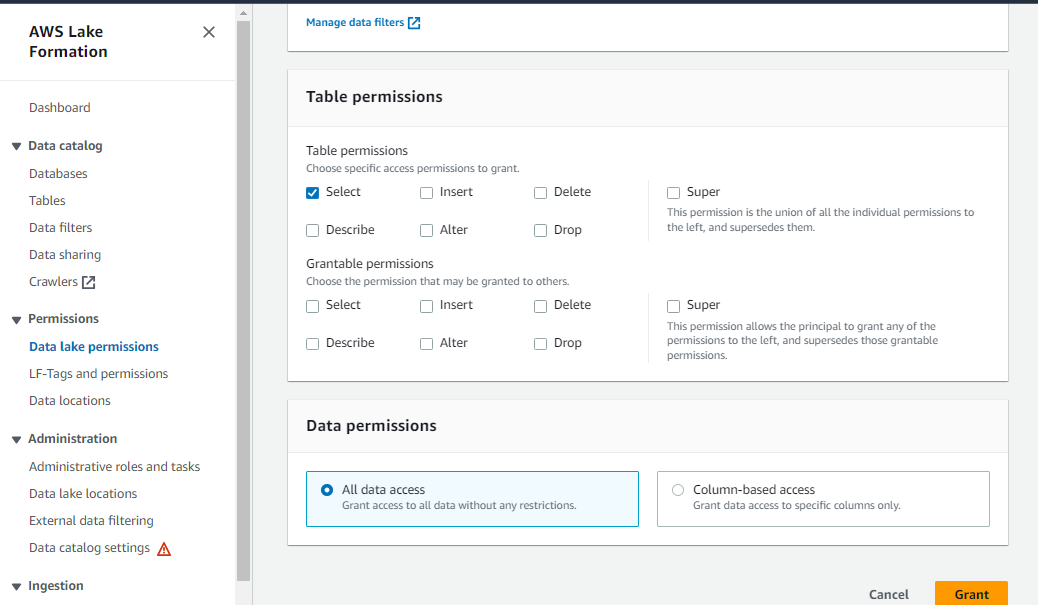 AWS Lake
Formation
Dashboard
Data catalog
Databases
Tables
Data filters
Data sharing
Crawlers
Permissions
Data lake permissions
LF-Tags and permissions
Data locations
Administration
Administrative roles and tasks
Data lake locations
External data filtering
Data catalog settings
Ingestion
Manage data filters
Table permissions
Table permissions
Choose specific access permissions to grant.
Select Insert Delete Super
This permission is the union of all the individual permissions to
the left, and supersedes them.
Describe Alter Drop
Grantable permissions
Choose the permission that may be granted to others.
Select Insert Delete Super
This permission allows the principal to grant any of the
permissions to the left, and supersedes those grantable
permissions.
Describe Alter Drop
Data permissions
All data access
Grant access to all data without any restrictions.
Column-based access
Grant data access to specific columns only.
Cancel Grant